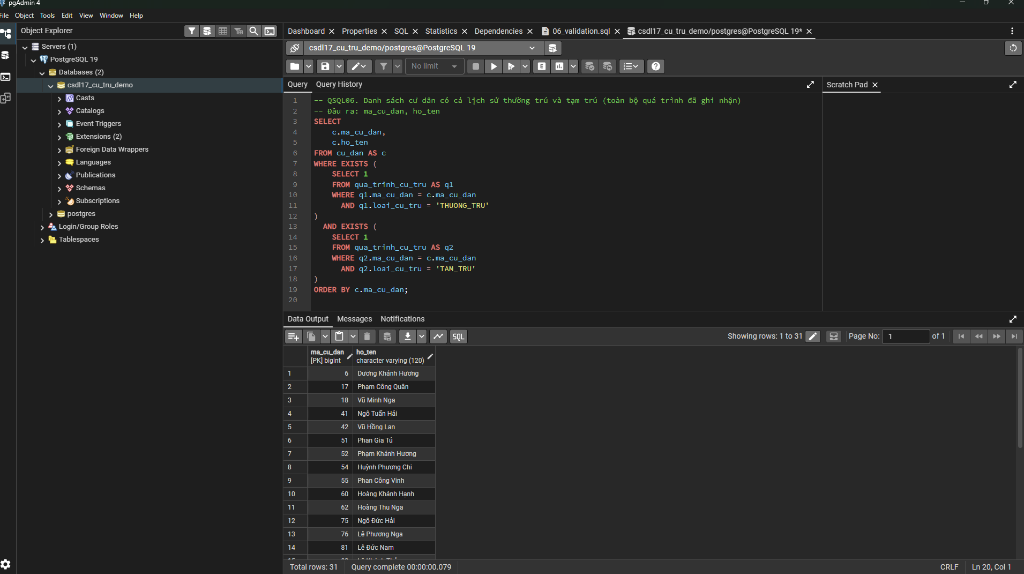 pgAdmin 4
File Object Tools Edit View Window Help
Object Explorer
Servers (1)
PostgreSQL 19
Databases (2)
csdl17_cu_tru_demo
Casts
Catalogs
Event Triggers
Extensions (2)
Foreign Data Wrappers
Languages
Publications
Schemas
Subscriptions
postgres
Login/Group Roles
Tablespaces
Dashboard × Properties × SQL × Statistics × Dependencies × 06_validation.sql × csdl17_cu_tru_demo/postgres@PostgreSQL 19* ×
csdl17_cu_tru_demo/postgres@PostgreSQL 19
No limit
Query Query History
Scratch Pad ×
1 -- QSQL06. Danh sách cư dân có cả lịch sử thường trú và tạm trú (toàn bộ quá trình đã ghi nhận)
2 -- Đầu ra: ma_cu_dan, ho_ten
3 SELECT
4 c.ma_cu_dan,
5 c.ho_ten
6 FROM cu_dan AS c
7 WHERE EXISTS (
8 SELECT 1
9 FROM qua_trinh_cu_tru AS q1
10 WHERE q1.ma_cu_dan = c.ma_cu_dan
11 AND q1.loai_cu_tru = 'THUONG_TRU'
12 )
13 AND EXISTS (
14 SELECT 1
15 FROM qua_trinh_cu_tru AS q2
16 WHERE q2.ma_cu_dan = c.ma_cu_dan
17 AND q2.loai_cu_tru = 'TAM_TRU'
18 )
19 ORDER BY c.ma_cu_dan;
20
Data Output Messages Notifications
SQL
Showing rows: 1 to 31
Page No: 1 of 1
ma_cu_dan ho_ten
[PK] bigint character varying (120)
1 6 Dương Khánh Hương
2 17 Phạm Công Quân
3 18 Vũ Minh Nga
4 41 Ngô Tuấn Hải
5 42 Vũ Hồng Lan
6 51 Phan Gia Tú
7 52 Phạm Khánh Hương
8 54 Huỳnh Phương Chi
9 55 Phan Công Vinh
10 60 Hoàng Khánh Hạnh
11 62 Hoàng Thu Nga
12 75 Ngô Đức Hải
13 76 Lê Phương Nga
14 81 Lê Đức Nam
Total rows: 31 Query complete 00:00:00.079
CRLF Ln 20, Col 1